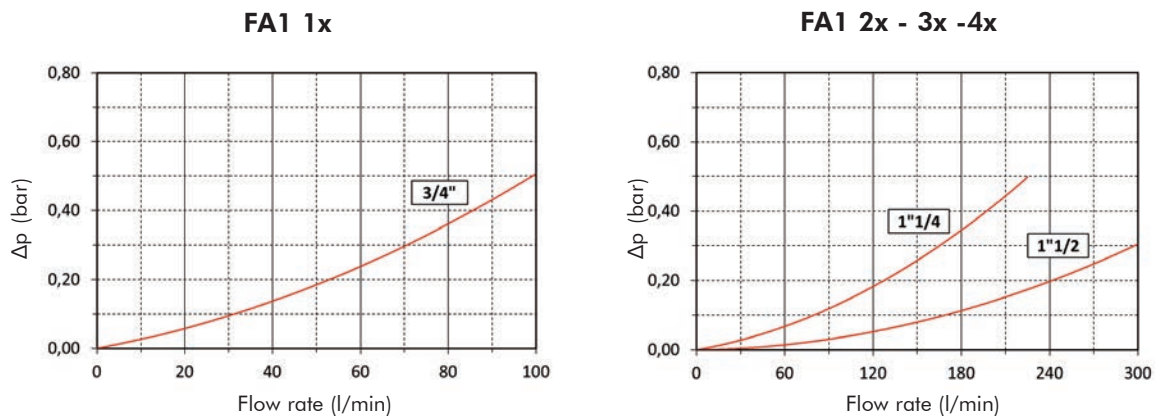 FA1 1x
0,80
0,60
0,40
0,20
0,00
Δp (bar)
3/4"
0 20 40 60 80 100
Flow rate (l/min)
FA1 2x - 3x -4x
0,80
0,60
0,40
0,20
0,00
Δp (bar)
1"1/4
1"1/2
0 60 120 180 240 300
Flow rate (l/min)